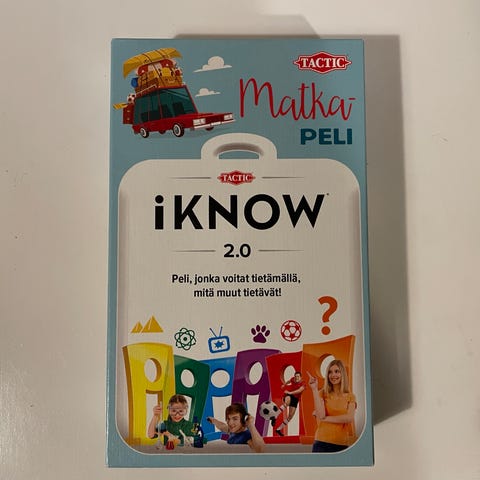 TACTIC
Matka-
PELI
TACTIC
iKNOW
2.0
Peli, jonka voitat tietämällä,
mitä muut tietävät!
?